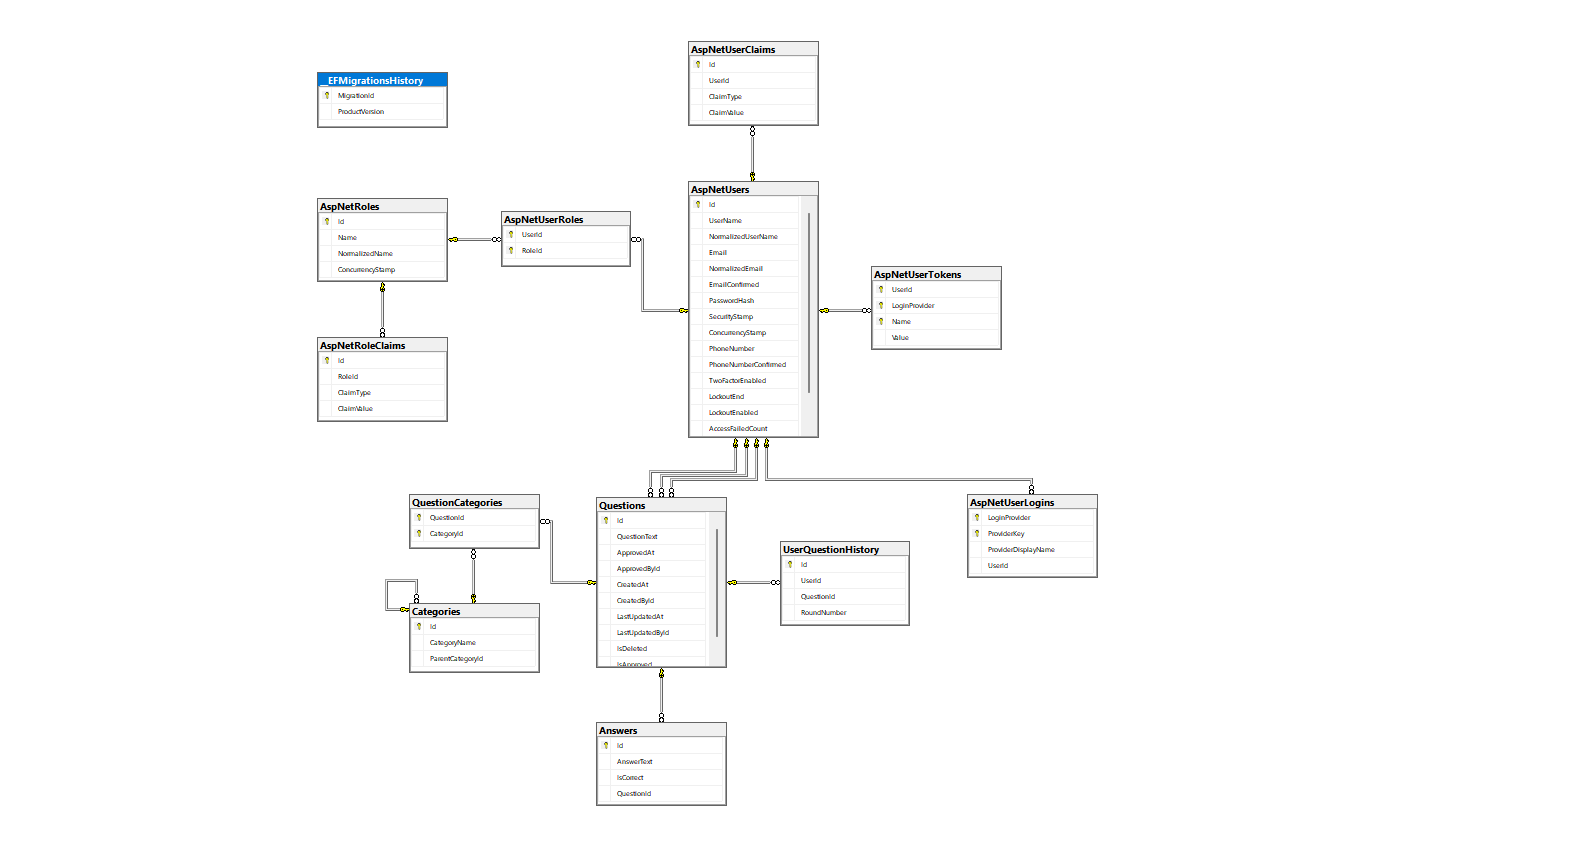 __EFMigrationsHistory
MigrationId
ProductVersion
AspNetUserClaims
Id
UserId
ClaimType
ClaimValue
AspNetRoles
Id
Name
NormalizedName
ConcurrencyStamp
AspNetUserRoles
UserId
RoleId
AspNetUsers
Id
UserName
NormalizedUserName
Email
NormalizedEmail
EmailConfirmed
PasswordHash
SecurityStamp
ConcurrencyStamp
PhoneNumber
PhoneNumberConfirmed
TwoFactorEnabled
LockoutEnd
LockoutEnabled
AccessFailedCount
AspNetUserTokens
UserId
LoginProvider
Name
Value
AspNetRoleClaims
Id
RoleId
ClaimType
ClaimValue
QuestionCategories
QuestionId
CategoryId
Questions
Id
QuestionText
ApprovedAt
ApprovedById
CreatedAt
CreatedById
LastUpdatedAt
LastUpdatedById
IsDeleted
IsApproved
UserQuestionHistory
Id
UserId
QuestionId
RoundNumber
AspNetUserLogins
LoginProvider
ProviderKey
ProviderDisplayName
UserId
Categories
Id
CategoryName
ParentCategoryId
Answers
Id
AnswerText
IsCorrect
QuestionId